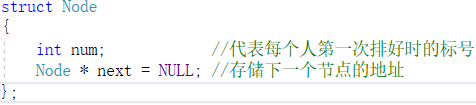 struct Node
{
int num; //代表每个人第一次排好时的标号
Node * next = NULL; //存储下一个节点的地址
};